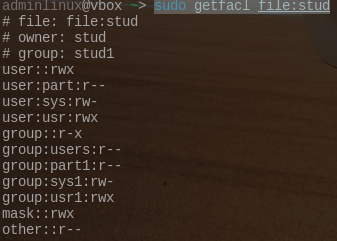 adminlinux@vbox ~> sudo getfacl file:stud
# file: file:stud
# owner: stud
# group: stud1
user::rwx
user:part:r--
user:sys:rw-
user:usr:rwx
group::r-x
group:users:r--
group:part1:r--
group:sys1:rw-
group:usr1:rwx
mask::rwx
other::r--